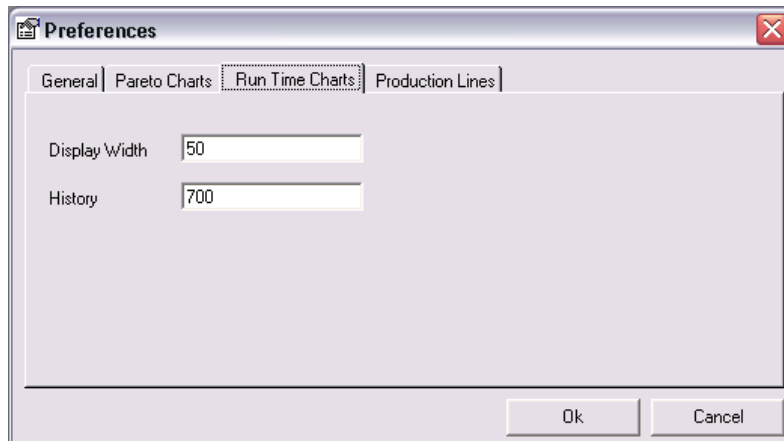 Preferences
General Pareto Charts Run Time Charts Production Lines
Display Width 50
History 700
Ok Cancel